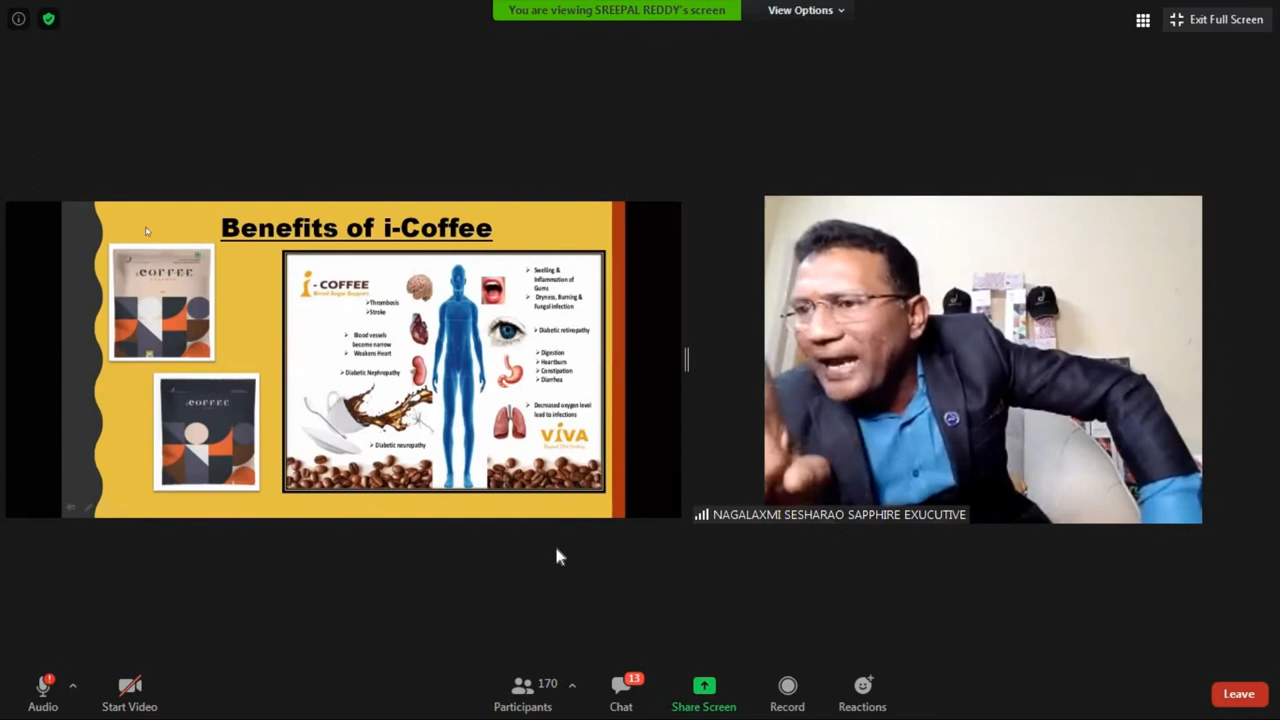 You are viewing SREEPAL REDDY's screen
View Options
Exit Full Screen
Benefits of i-Coffee
iCOFFEE
i-COFFEE
Blood Sugar Support
Thrombosis
Stroke
Blood vessels
become narrow
Weakens Heart
Diabetic Nephropathy
Diabetic neuropathy
Swelling &
Inflammation of
Gums
Dryness, Burning &
Fungal infection
Diabetic retinopathy
Digestion
Heartburn
Constipation
Diarrhea
Decreased oxygen level
lead to infections
ViVA
iCOFFEE
NAGALAXMI SESHARAO SAPPHIRE EXUCUTIVE
Audio
Start Video
170
Participants
13
Chat
Share Screen
Record
Reactions
Leave